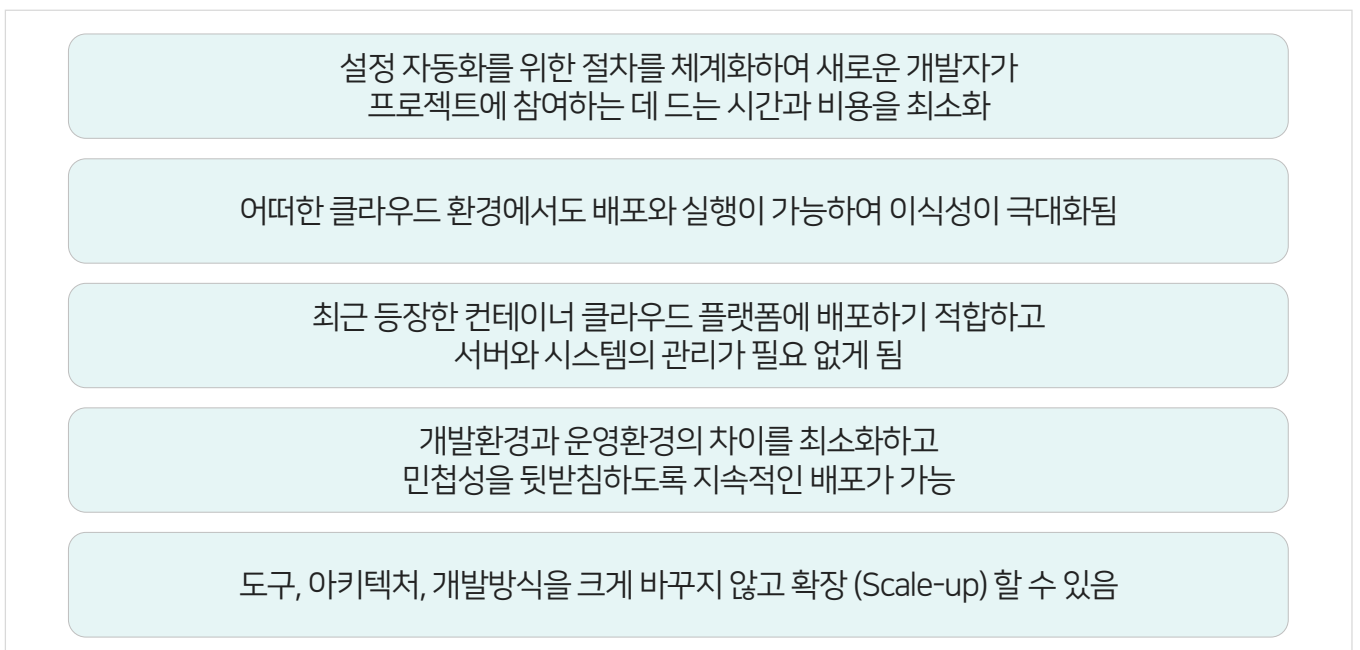 설정 자동화를 위한 절차를 체계화하여 새로운 개발자가
프로젝트에 참여하는 데 드는 시간과 비용을 최소화
어떠한 클라우드 환경에서도 배포와 실행이 가능하여 이식성이 극대화됨
최근 등장한 컨테이너 클라우드 플랫폼에 배포하기 적합하고
서버와 시스템의 관리가 필요 없게 됨
개발환경과 운영환경의 차이를 최소화하고
민첩성을 뒷받침하도록 지속적인 배포가 가능
도구, 아키텍처, 개발방식을 크게 바꾸지 않고 확장 (Scale-up) 할 수 있음